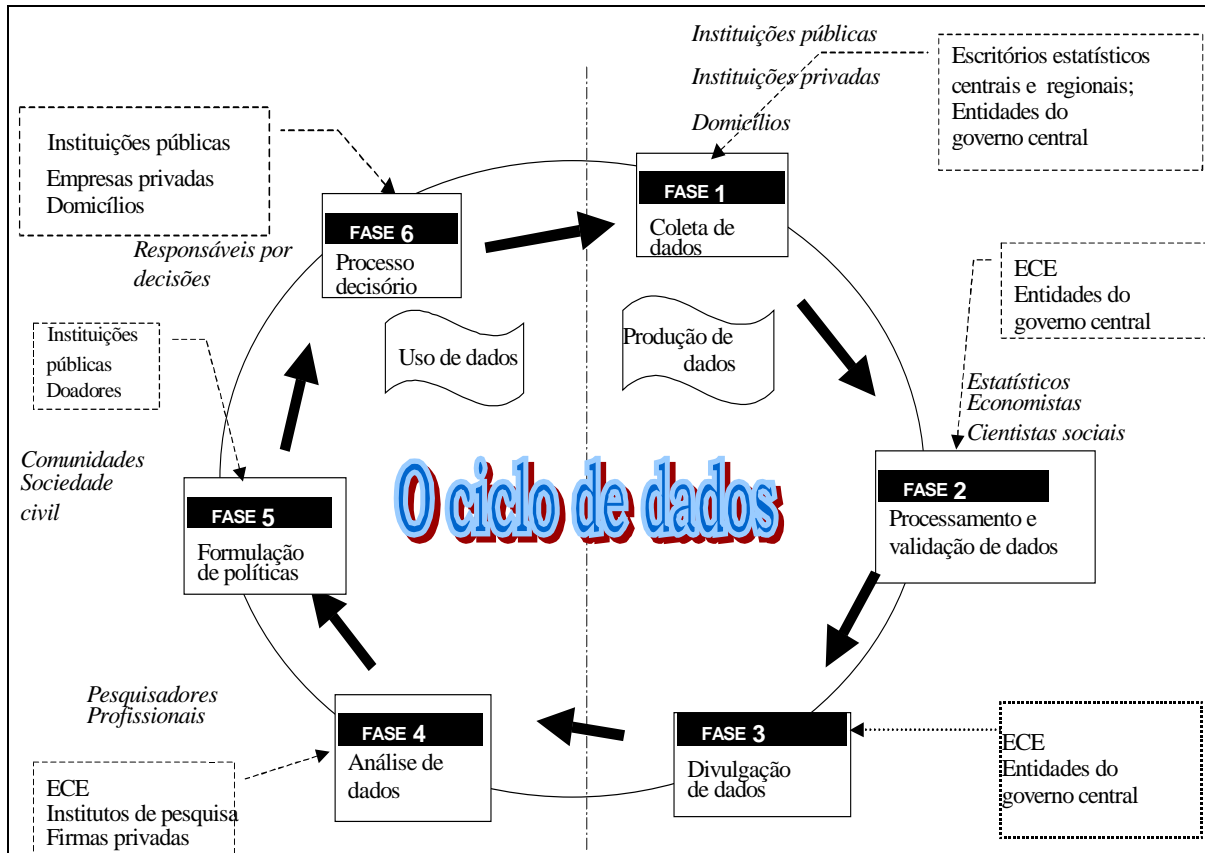 Instituições públicas
Instituições privadas
Domicílios
Escritórios estatísticos
centrais e regionais;
Entidades do
governo central
Instituições públicas
Empresas privadas
Domicílios
Responsáveis por
decisões
FASE 6
Processo
decisório
FASE 1
Coleta de
dados
ECE
Entidades do
governo central
Estatísticos
Economistas
Cientistas sociais
Instituições
públicas
Doadores
Uso de dados
Produção de
dados
Comunidades
Sociedade
civil
O ciclo de dados
FASE 5
Formulação
de políticas
FASE 2
Processamento e
validação de dados
Pesquisadores
Profissionais
FASE 4
Análise de
dados
FASE 3
Divulgação
de dados
ECE
Institutos de pesquisa
Firmas privadas
ECE
Entidades do
governo central